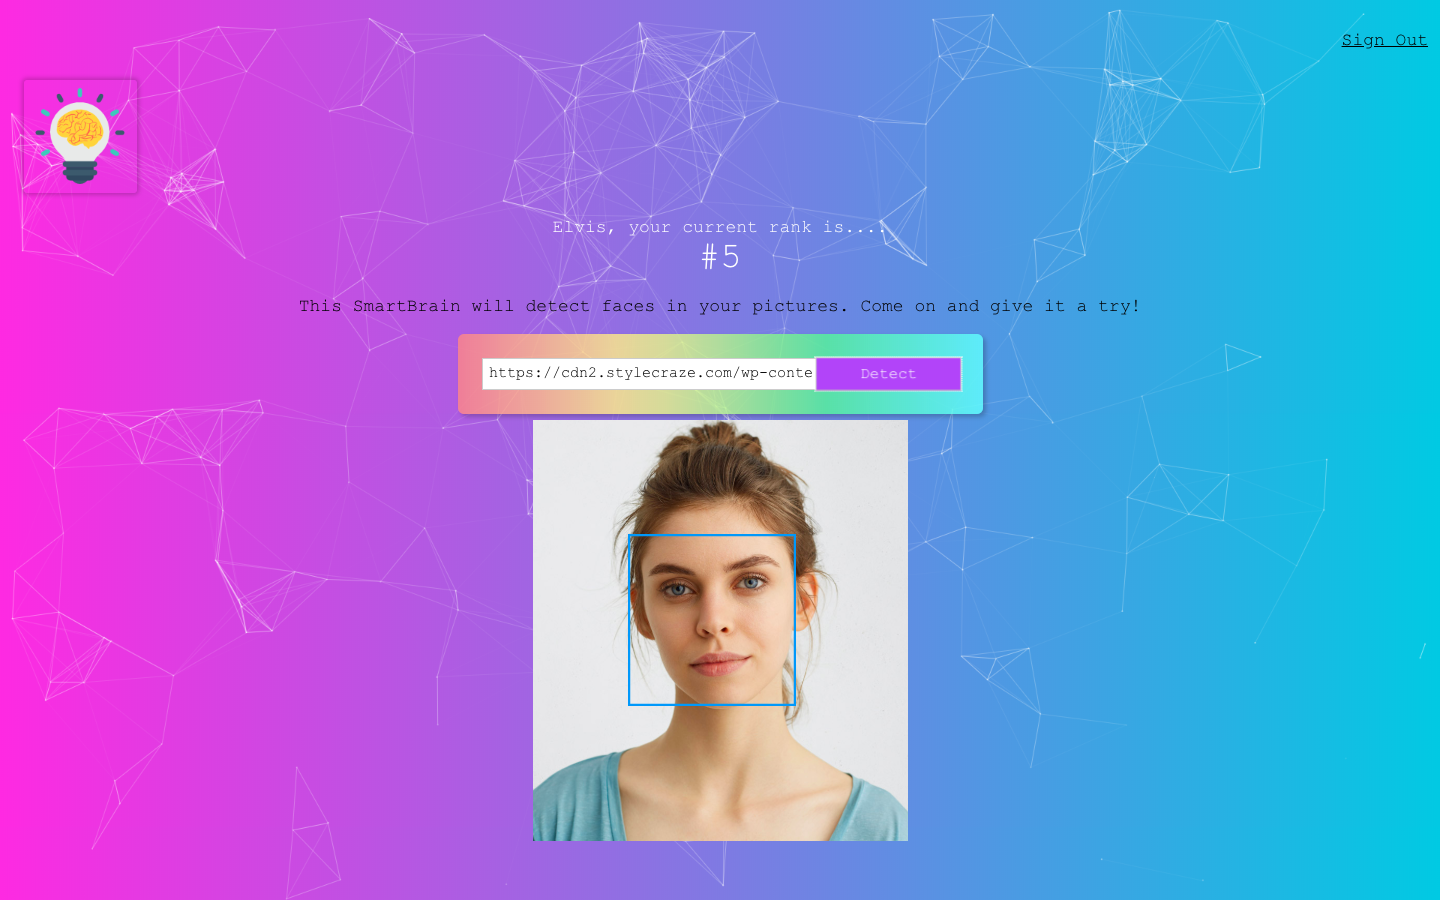 Sign Out
Elvis, your current rank is....
#5
This SmartBrain will detect faces in your pictures. Come on and give it a try!
https://cdn2.stylecraze.com/wp-conte
Detect